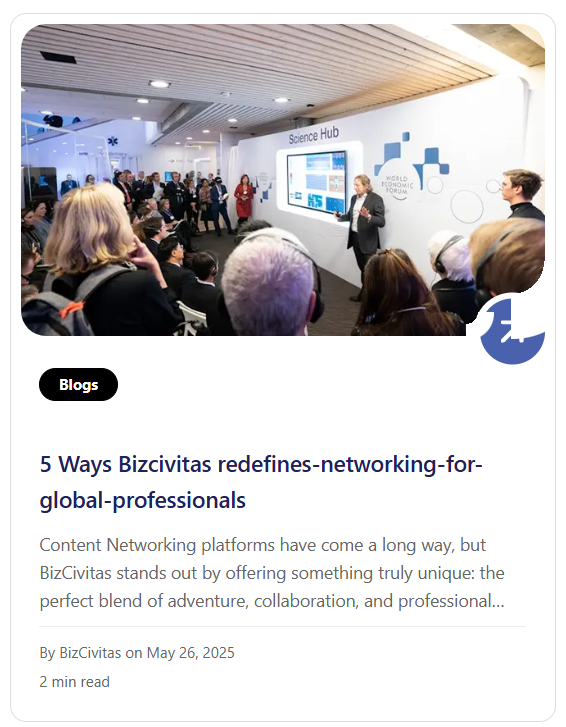 Science Hub
WORLD
ECONOMIC
FORUM
Blogs
5 Ways Bizcivitas redefines-networking-for-
global-professionals
Content Networking platforms have come a long way, but
BizCivitas stands out by offering something truly unique: the
perfect blend of adventure, collaboration, and professional...
By BizCivitas on May 26, 2025
2 min read